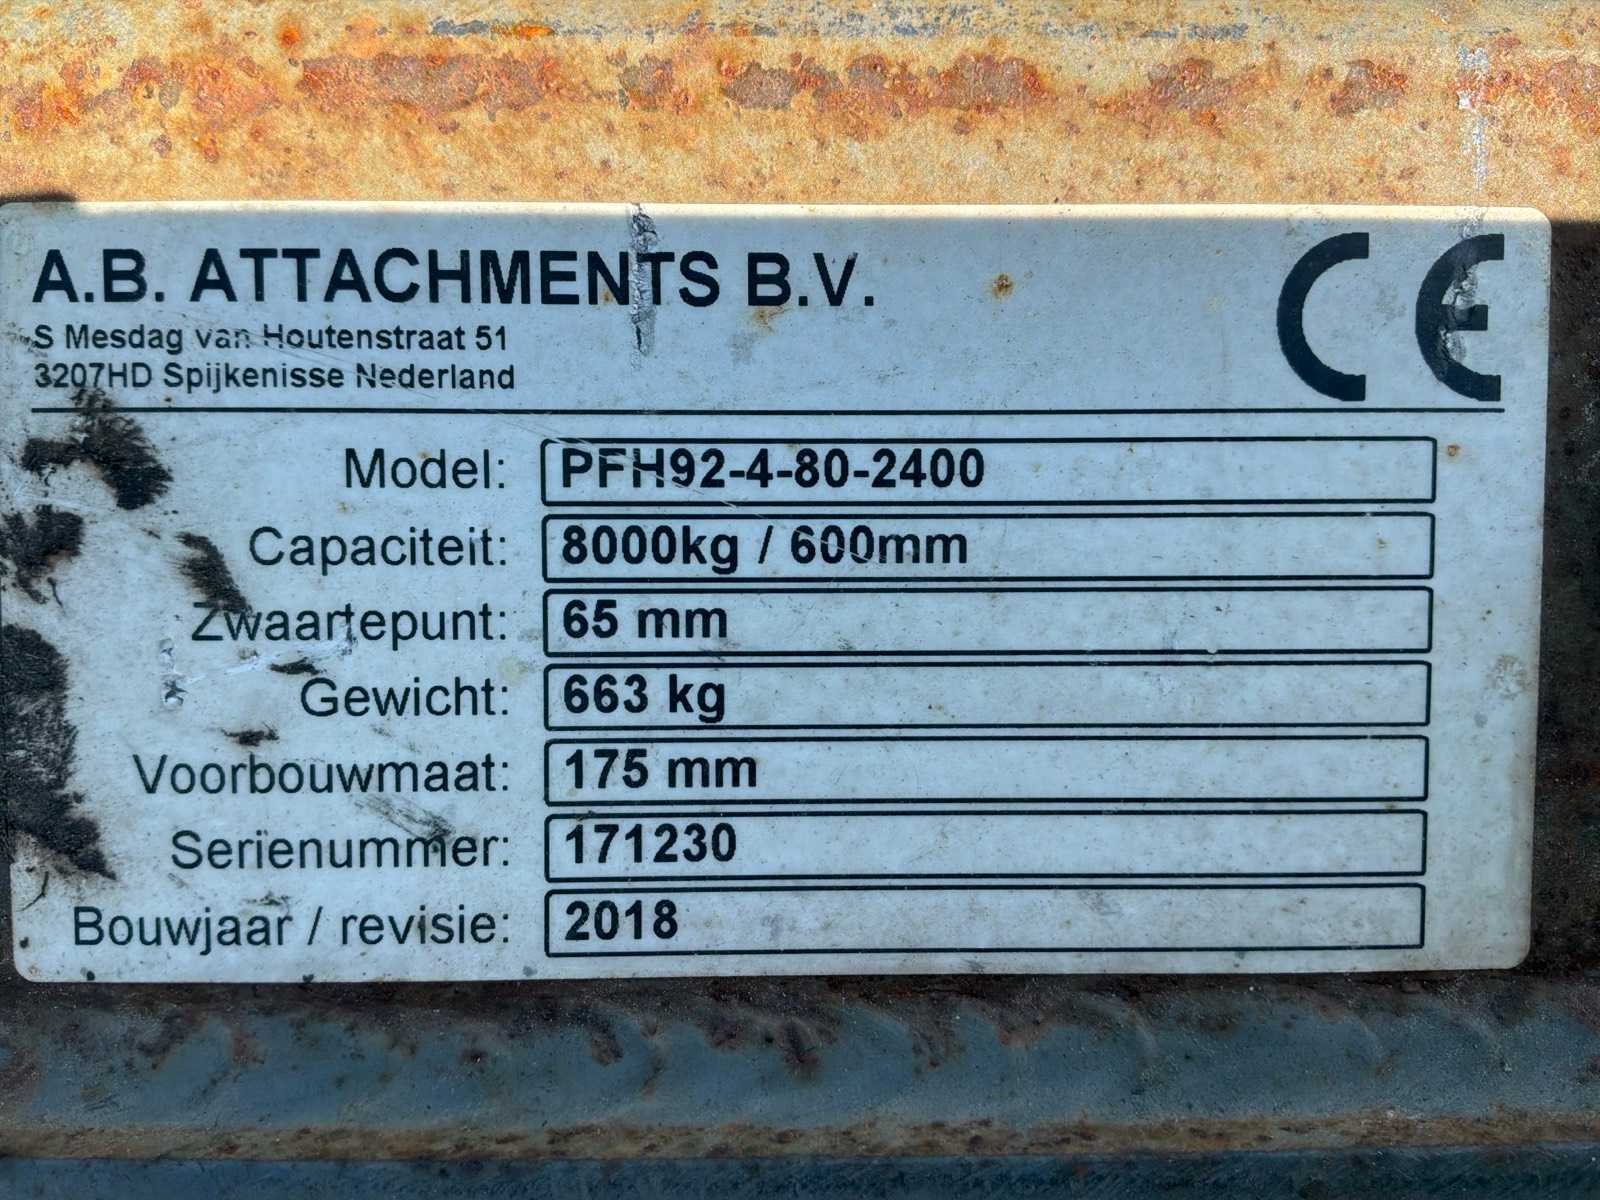 A.B. ATTACHMENTS B.V.
CE
S Mesdag van Houtenstraat 51
3207HD Spijkenisse Nederland
Model: PFH92-4-80-2400
Capaciteit: 8000kg / 600mm
Zwaartepunt: 65 mm
Gewicht: 663 kg
Voorbouwmaat: 175 mm
Serienummer: 171230
Bouwjaar / revisie: 2018